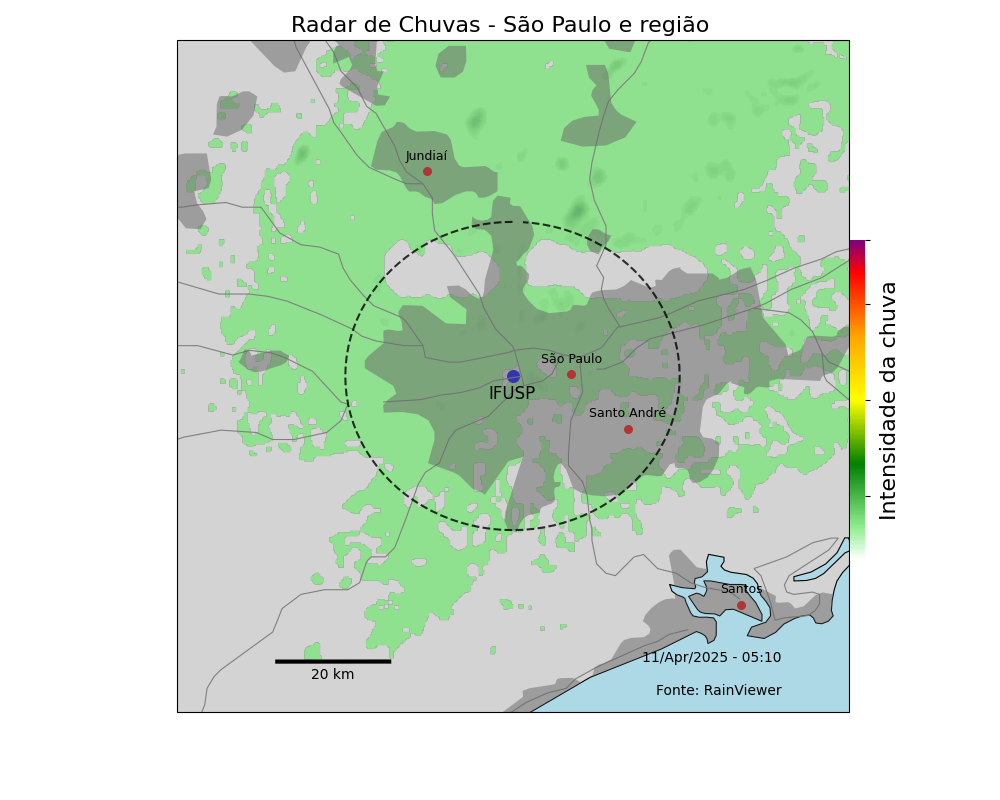 Radar de Chuvas - São Paulo e região
Jundiaí
São Paulo
IFUSP
Santo André
Intensidade da chuva
Santos
11/Apr/2025 - 05:10
20 km
Fonte: RainViewer